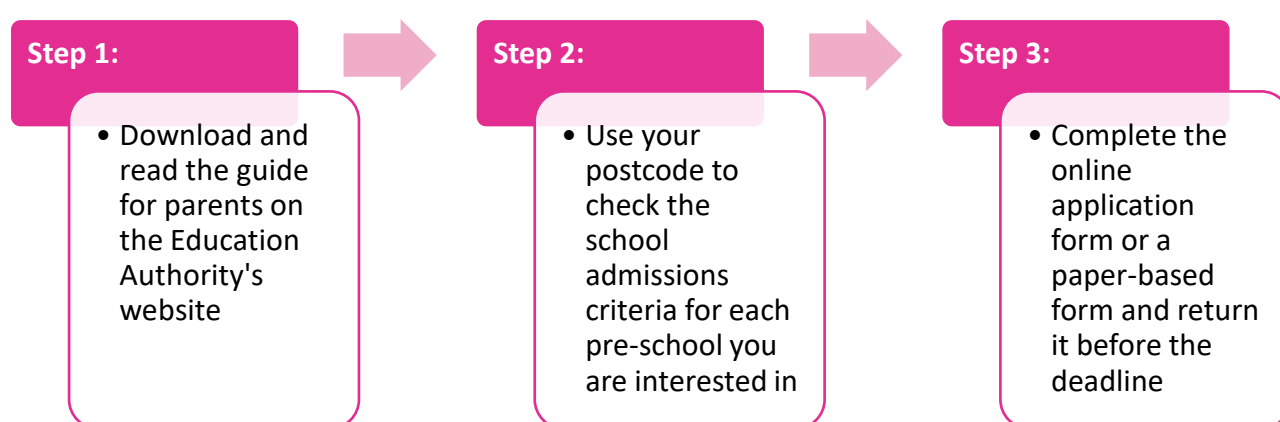 Step 1:
• Download and
read the guide
for parents on
the Education
Authority's
website
Step 2:
• Use your
postcode to
check the
school
admissions
criteria for each
pre-school you
are interested in
Step 3:
• Complete the
online
application
form or a
paper-based
form and return
it before the
deadline